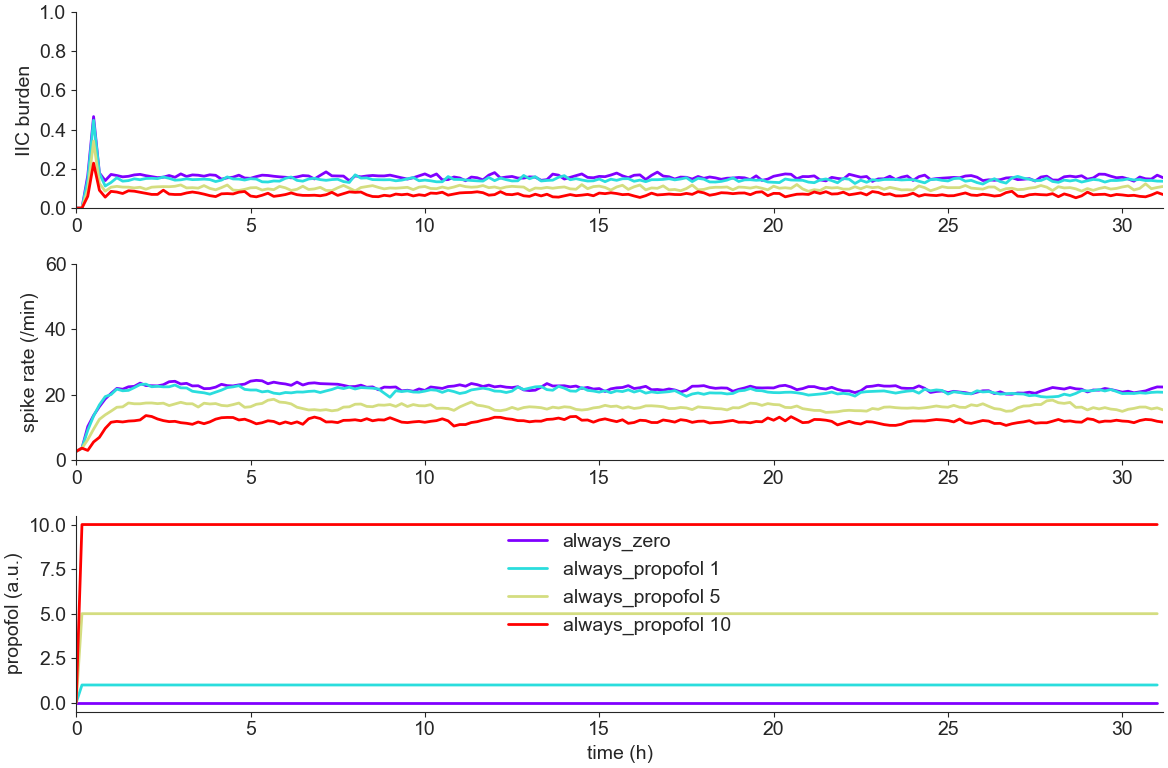 IIC burden
1.0
0.8
0.6
0.4
0.2
0.0
0 5 10 15 20 25 30
spike rate (/min)
60
40
20
0
0 5 10 15 20 25 30
propofol (a.u.)
10.0
7.5
5.0
2.5
0.0
always_zero
always_propofol 1
always_propofol 5
always_propofol 10
0 5 10 15 20 25 30
time (h)